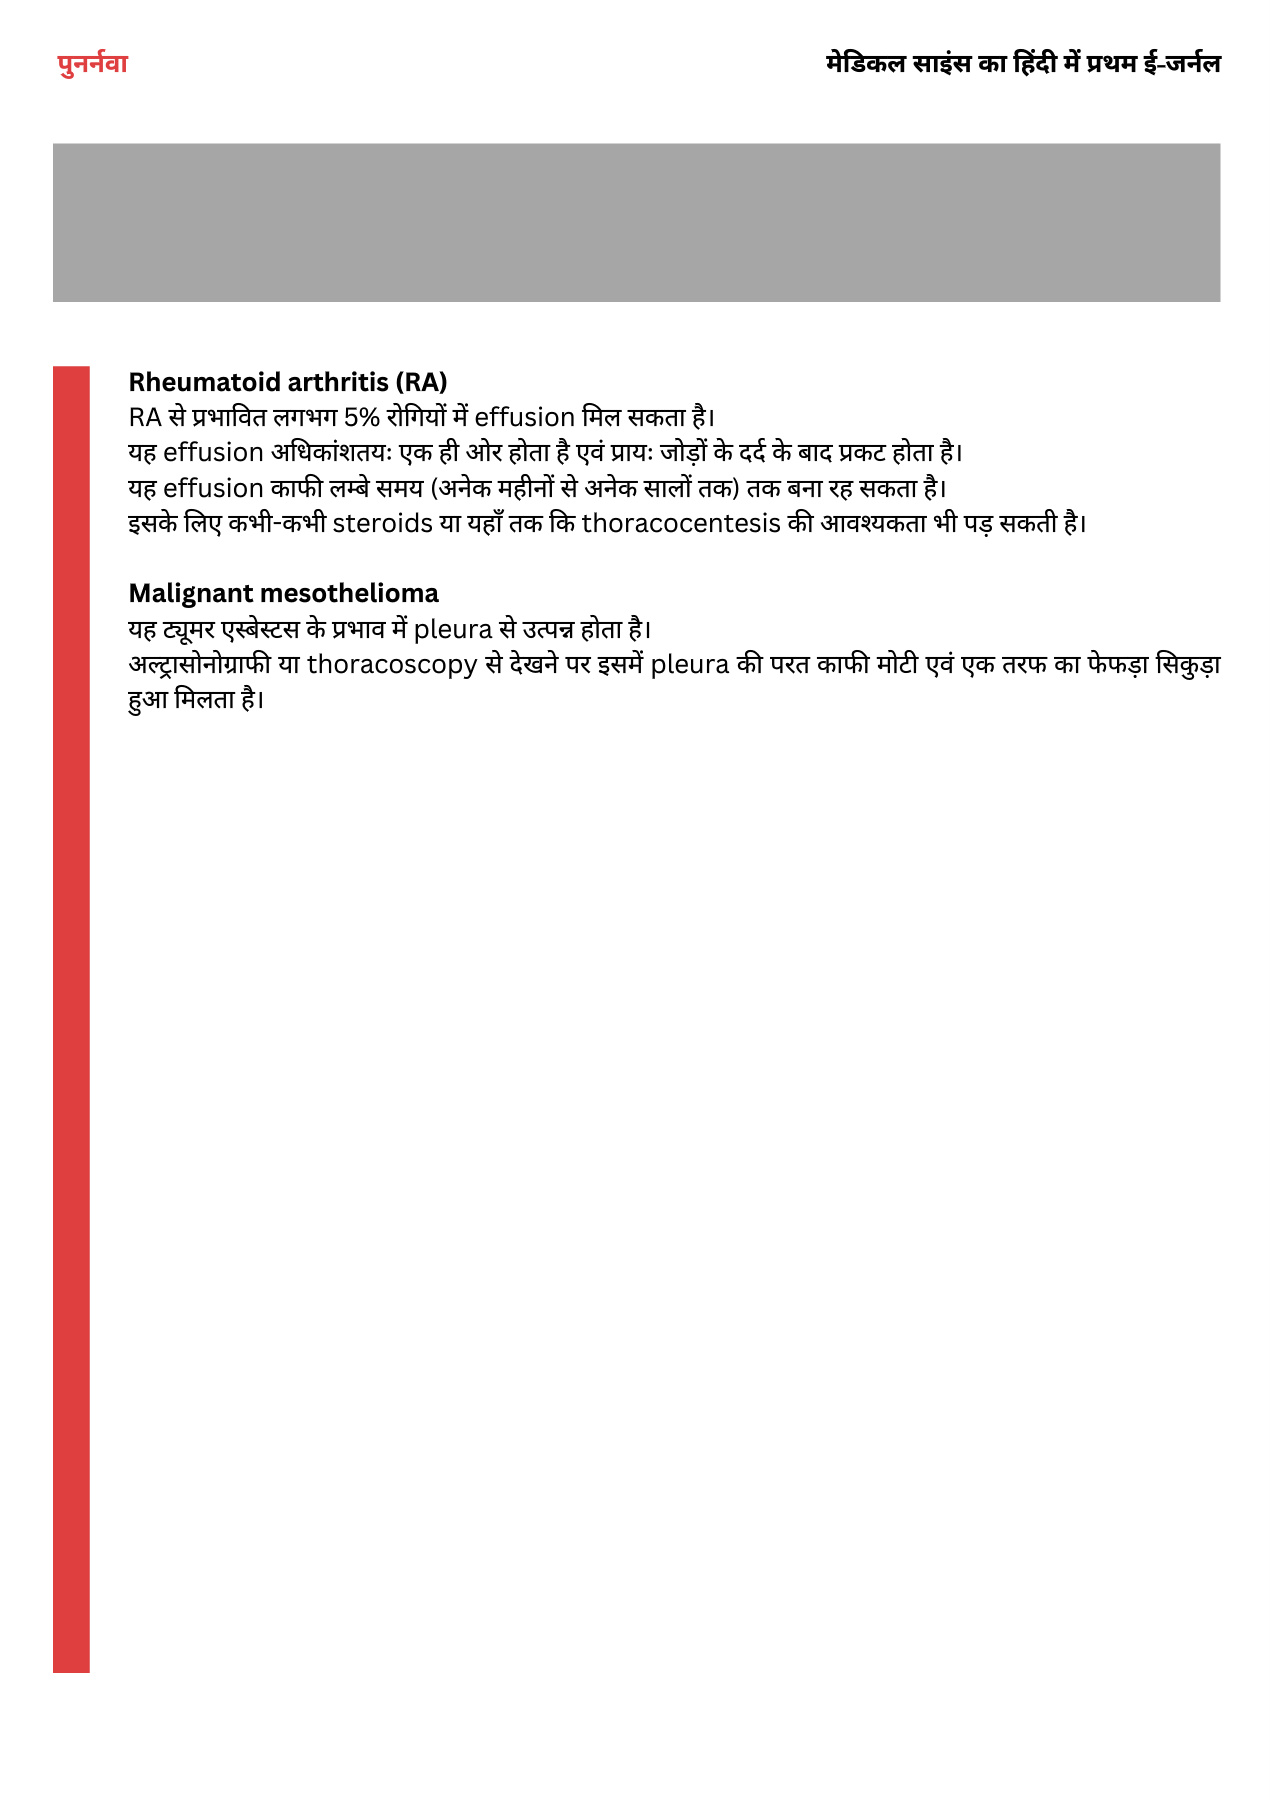 पुनर्नवा
मेडिकल साइंस का हिंदी में प्रथम ई-जर्नल
Rheumatoid arthritis (RA)
RA से प्रभावित लगभग 5% रोगियों में effusion मिल सकता है।
यह effusion अधिकांशतयः एक ही ओर होता है एवं प्रायः जोड़ों के दर्द के बाद प्रकट होता है।
यह effusion काफी लम्बे समय (अनेक महीनों से अनेक सालों तक) तक बना रह सकता है।
इसके लिए कभी-कभी steroids या यहाँ तक कि thoracocentesis की आवश्यकता भी पड़ सकती है।
Malignant mesothelioma
यह ट्यूमर एस्बेस्टस के प्रभाव में pleura से उत्पन्न होता है।
अल्ट्रासोनोग्राफी या thoracoscopy से देखने पर इसमें pleura की परत काफी मोटी एवं एक तरफ का फेफड़ा सिकुड़ा
हुआ मिलता है।